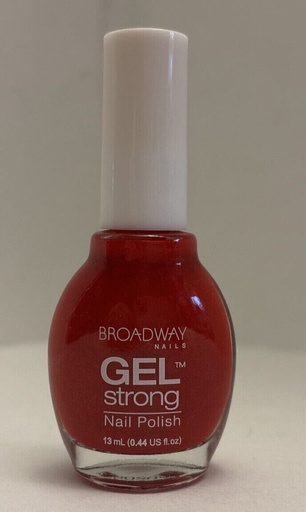 BROADWAY
NAILS
GEL™
strong
Nail Polish
13 mL (0.44 US fl.oz)